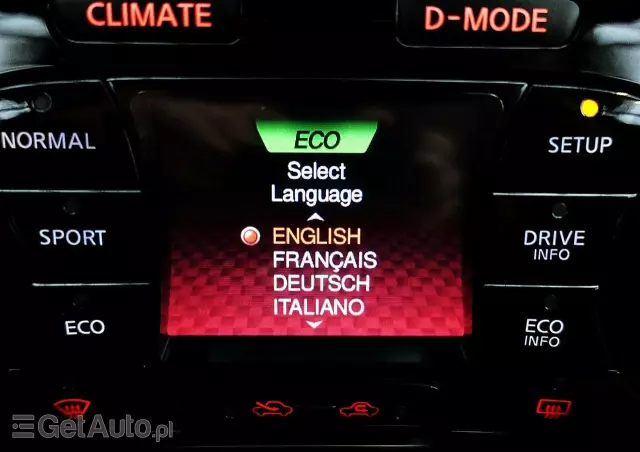 CLIMATE
D-MODE
NORMAL
SPORT
ECO
ECO
Select
Language
ENGLISH
FRANÇAIS
DEUTSCH
ITALIANO
SETUP
DRIVE
INFO
ECO
INFO
GetAuto.pl